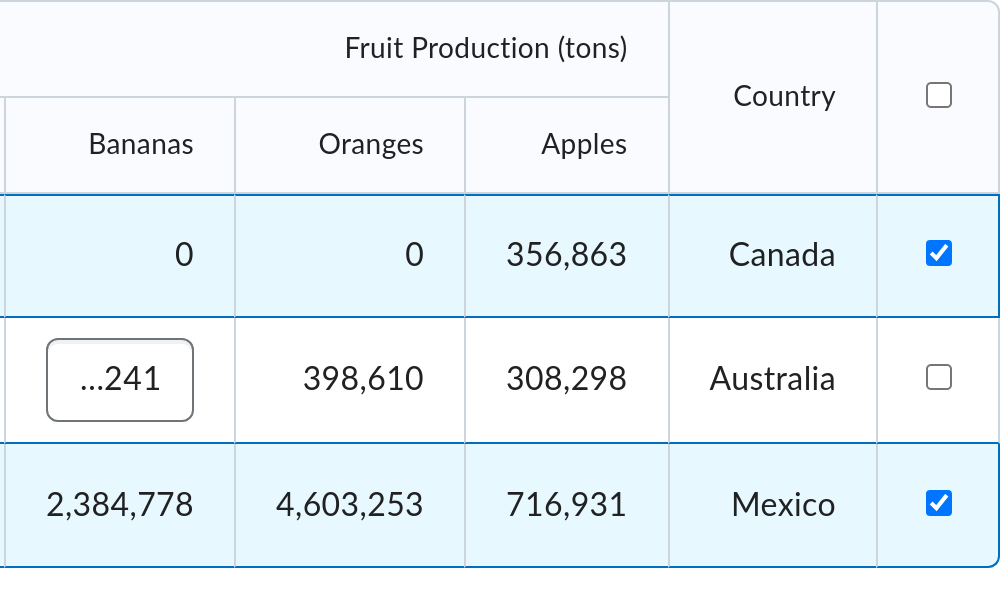 Fruit Production (tons)
Country
Bananas Oranges Apples
0 0 356,863 Canada
...241 398,610 308,298 Australia
2,384,778 4,603,253 716,931 Mexico